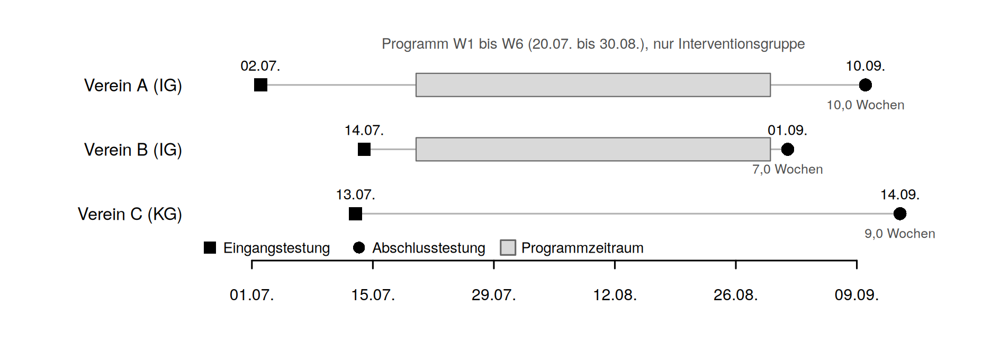 Programm W1 bis W6 (20.07. bis 30.08.), nur Interventionsgruppe
02.07. 10.09.
Verein A (IG)
10,0 Wochen
14.07. 01.09.
Verein B (IG)
7,0 Wochen
13.07. 14.09.
Verein C (KG)
9,0 Wochen
Eingangstestung Abschlusstestung Programmzeitraum
01.07. 15.07. 29.07. 12.08. 26.08. 09.09.